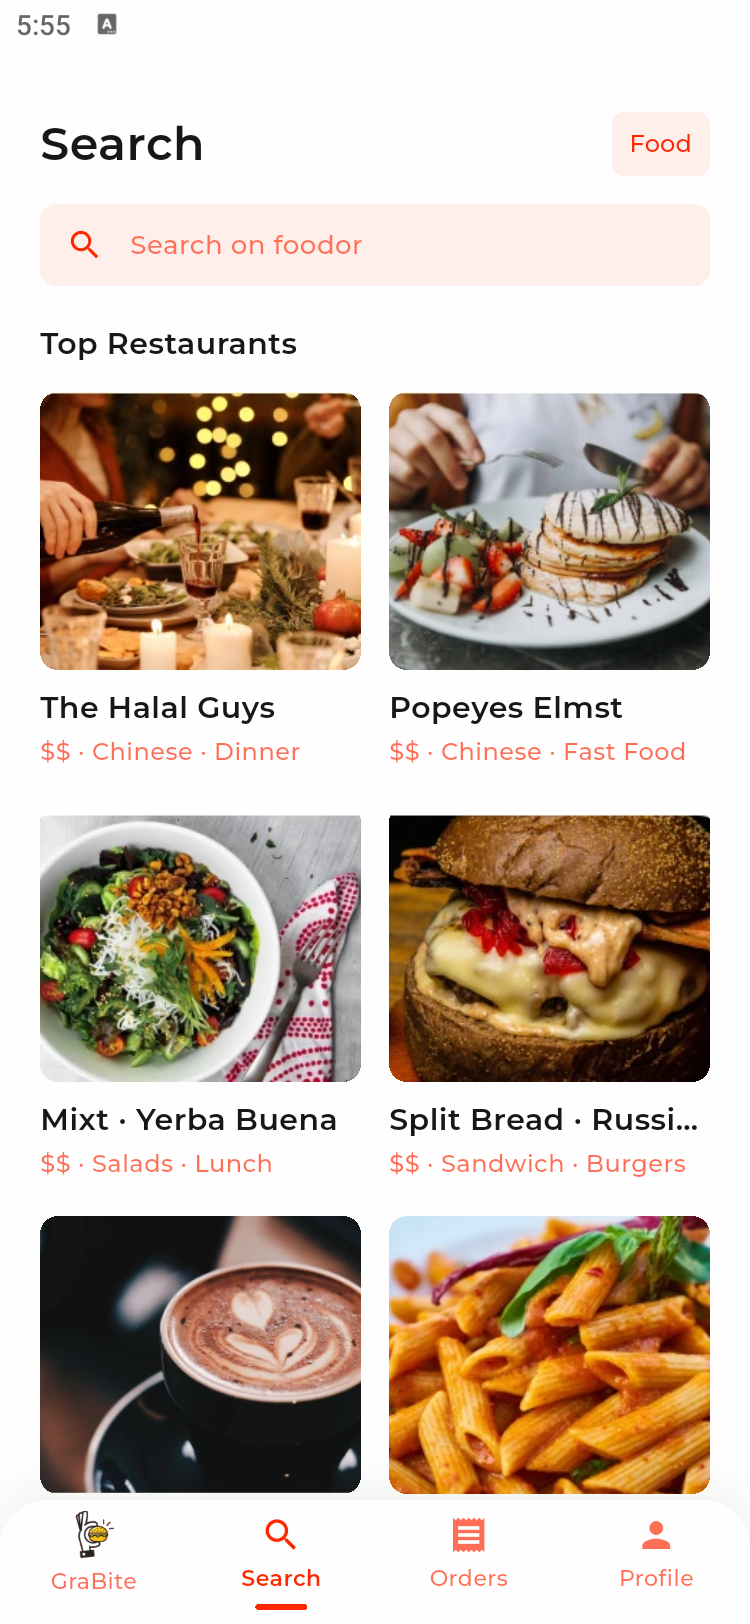 5:55
Search
Food
Search on foodor
Top Restaurants
The Halal Guys
Popeyes Elmst
$$ · Chinese · Dinner
$$ · Chinese · Fast Food
Mixt · Yerba Buena
Split Bread · Russi...
$$ · Salads · Lunch
$$ · Sandwich · Burgers
GraBite
Search
Orders
Profile